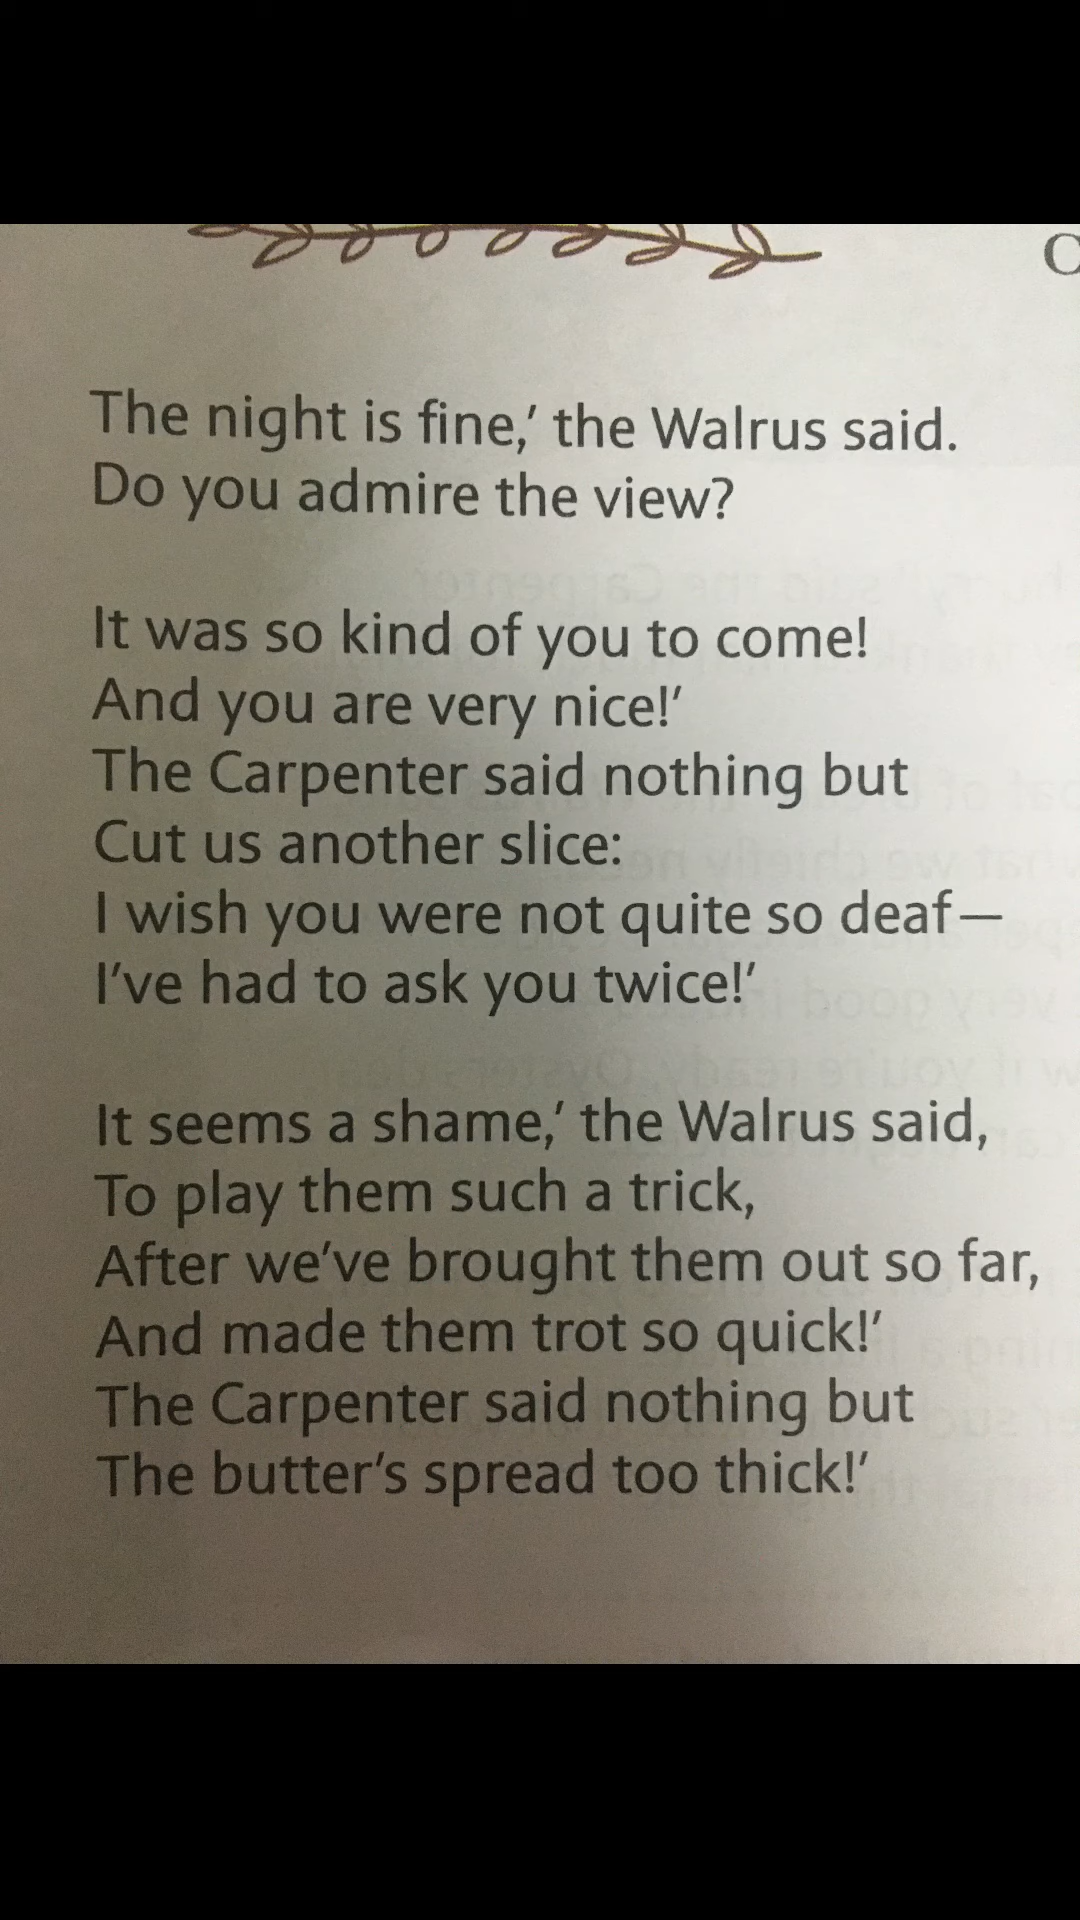 C
The night is fine,’ the Walrus said.
Do you admire the view?
It was so kind of you to come!
And you are very nice!’
The Carpenter said nothing but
Cut us another slice:
I wish you were not quite so deaf—
I’ve had to ask you twice!’
It seems a shame,’ the Walrus said,
To play them such a trick,
After we’ve brought them out so far,
And made them trot so quick!’
The Carpenter said nothing but
The butter’s spread too thick!’